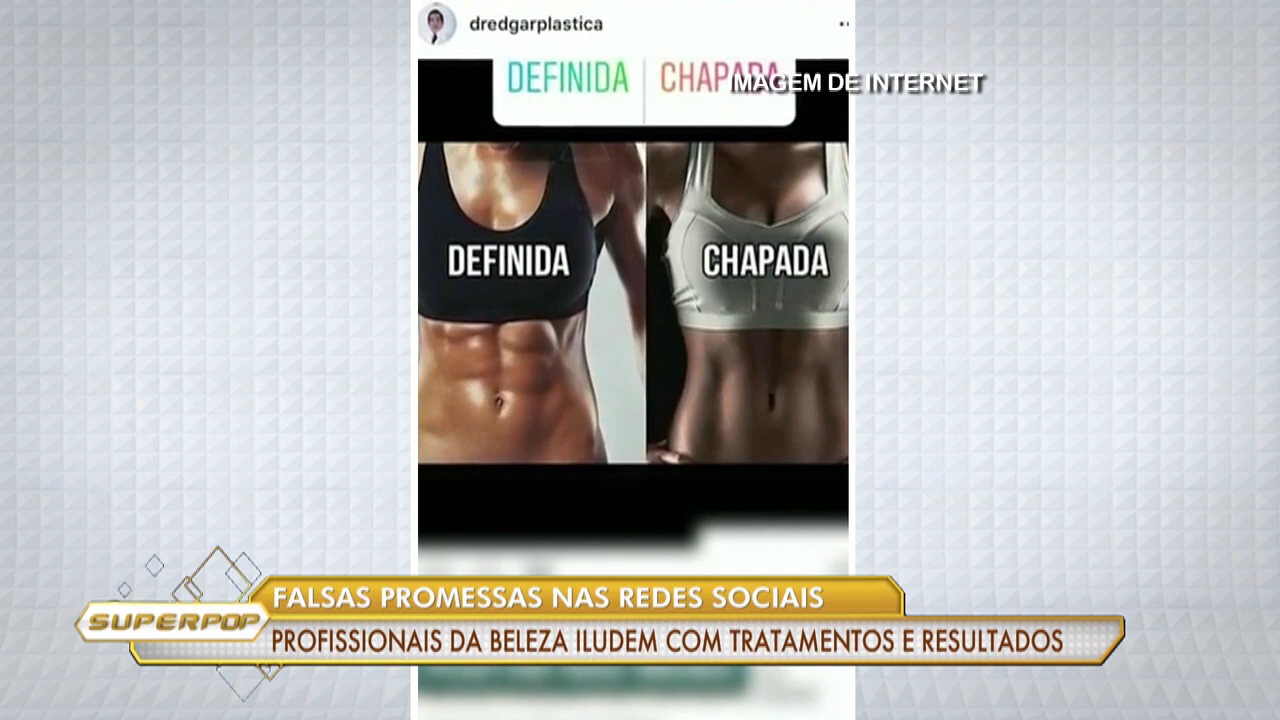 dredgarplastica
DEFINIDA CHAPADA
IMAGEM DE INTERNET
DEFINIDA
CHAPADA
FALSAS PROMESSAS NAS REDES SOCIAIS
SUPERPOP
PROFISSIONAIS DA BELEZA ILUDEM COM TRATAMENTOS E RESULTADOS